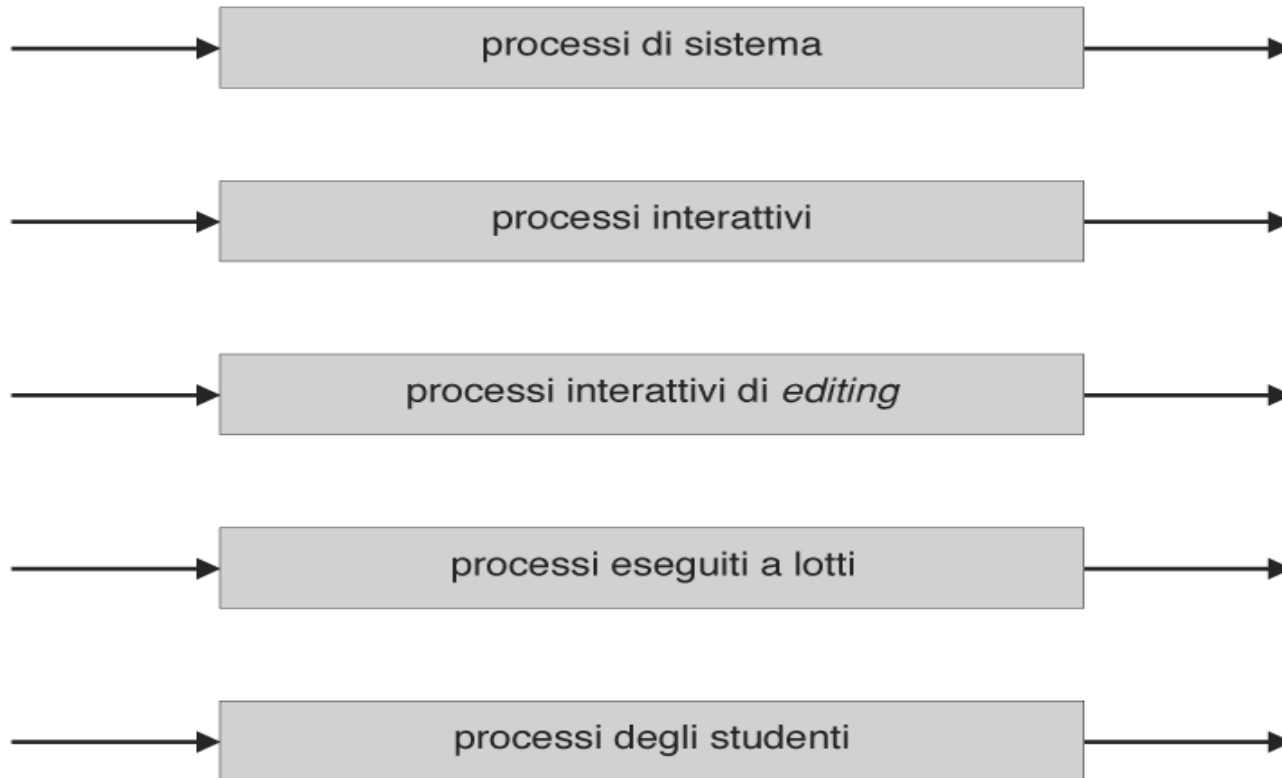 processi di sistema
processi interattivi
processi interattivi di editing
processi eseguiti a lotti
processi degli studenti